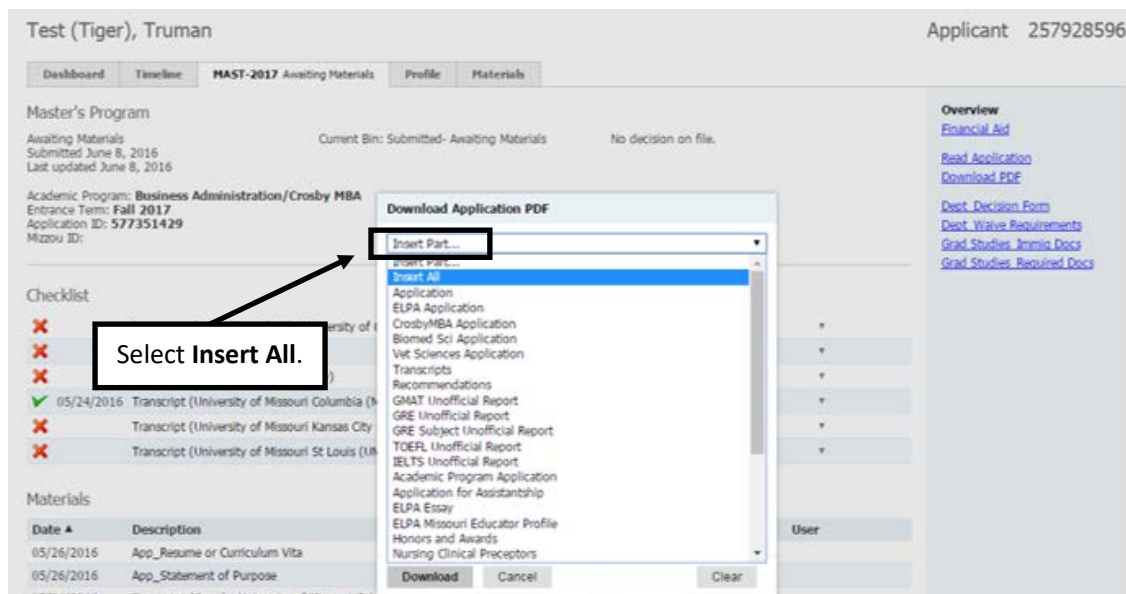 Test (Tiger), Truman
Applicant 257928596
Dashboard Timeline MAST-2017 Awaiting Materials Profile Materials
Master's Program
Awaiting Materials Current Bin: Submitted- Awaiting Materials No decision on file.
Submitted June 8, 2016
Last updated June 8, 2016
Academic Program: Business Administration/Crosby MBA
Entrance Term: Fall 2017
Application ID: 577351429
Mizzou ID:
Overview
Financial Aid
Read Application
Download PDF
Dept_Decision Form
Dept_Waive Requirements
Grad Studies_Immig Docs
Grad Studies_Required Docs
Download Application PDF
Insert Part...
Insert Part...
Insert All
Application
ELPA Application
CrosbyMBA Application
Biomed Sci Application
Vet Sciences Application
Transcripts
Recommendations
GMAT Unofficial Report
GRE Unofficial Report
GRE Subject Unofficial Report
TOEFL Unofficial Report
IELTS Unofficial Report
Academic Program Application
Application for Assistantship
ELPA Essay
ELPA Missouri Educator Profile
Honors and Awards
Nursing Clinical Preceptors
Download Cancel Clear
Select Insert All.
Checklist
05/24/2016 Transcript (University of Missouri Columbia
Transcript (University of Missouri Kansas City
Transcript (University of Missouri St Louis
Materials
Date ▲ Description User
05/26/2016 App_Resume or Curriculum Vita
05/26/2016 App_Statement of Purpose